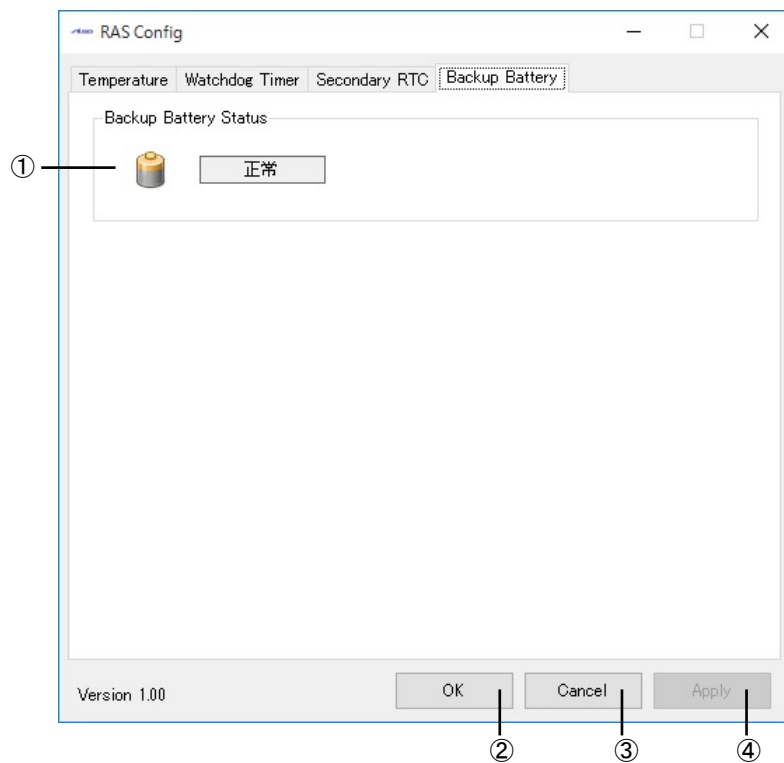 RAS Config
Temperature Watchdog Timer Secondary RTC Backup Battery
Backup Battery Status
① 正常
Version 1.00 OK Cancel Apply
② ③ ④